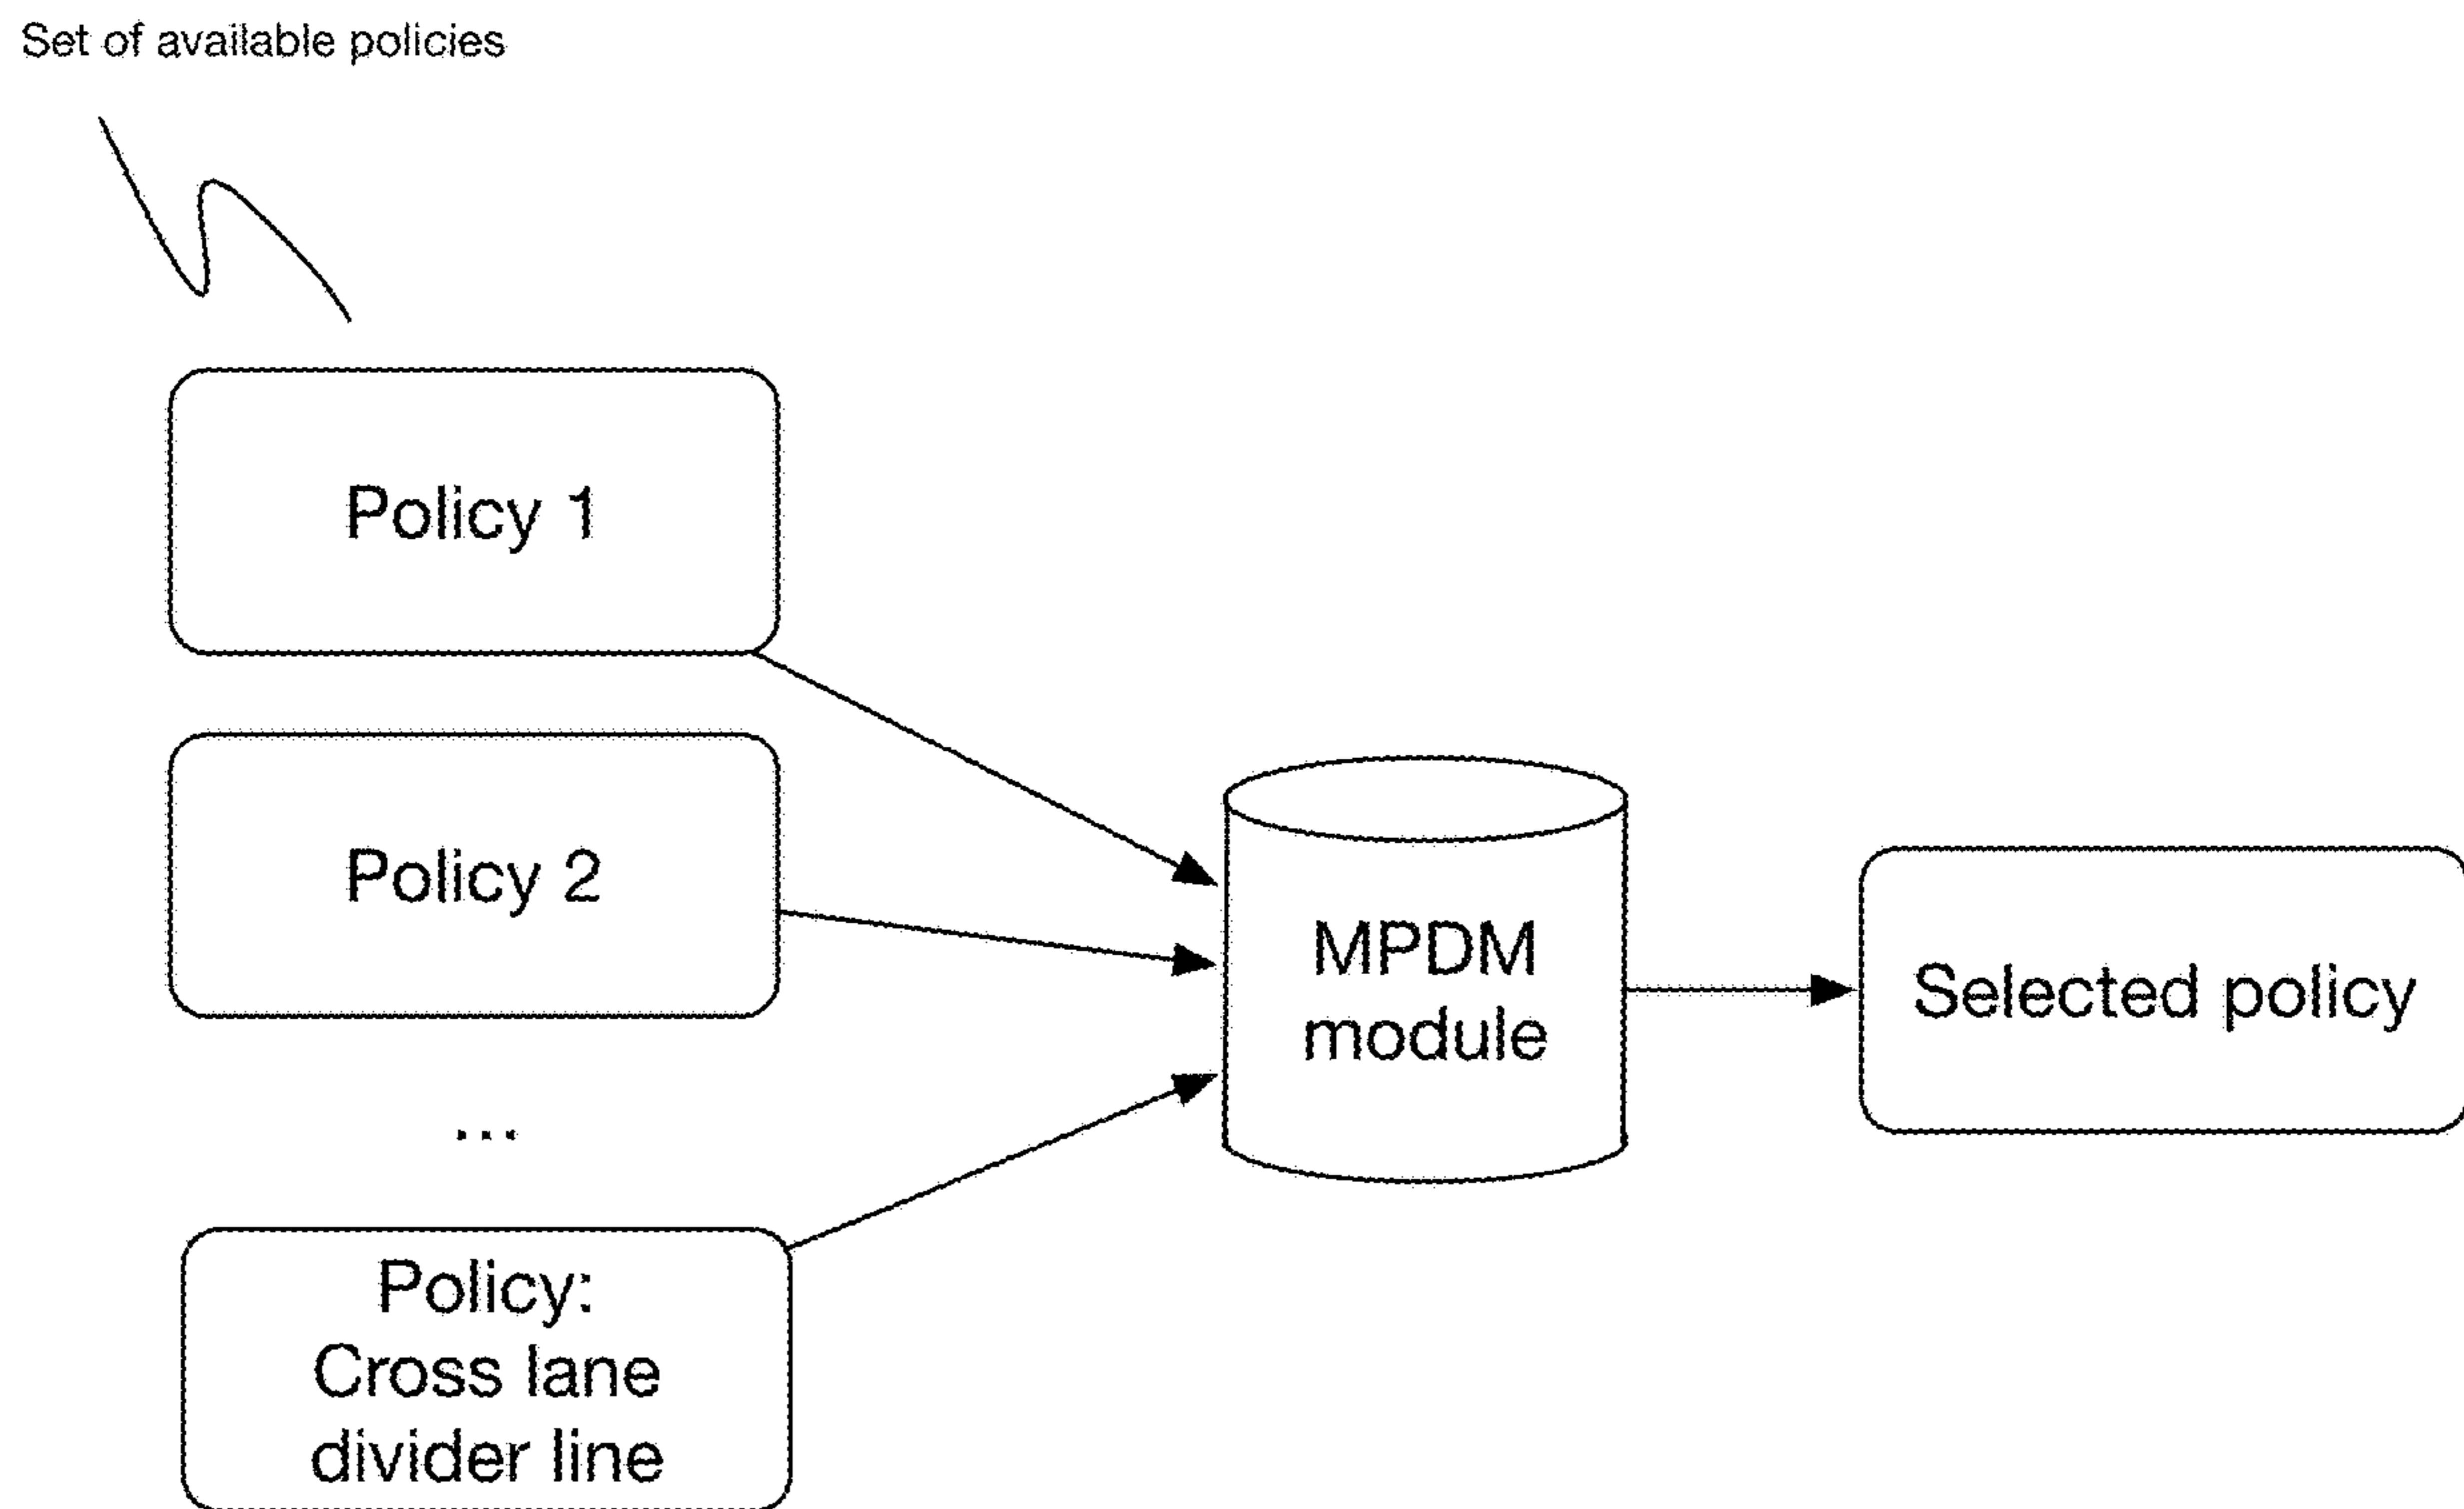 Set of available policies
Policy 1
Policy 2
...
Policy:
Cross lane
divider line
MPDM
module
Selected policy